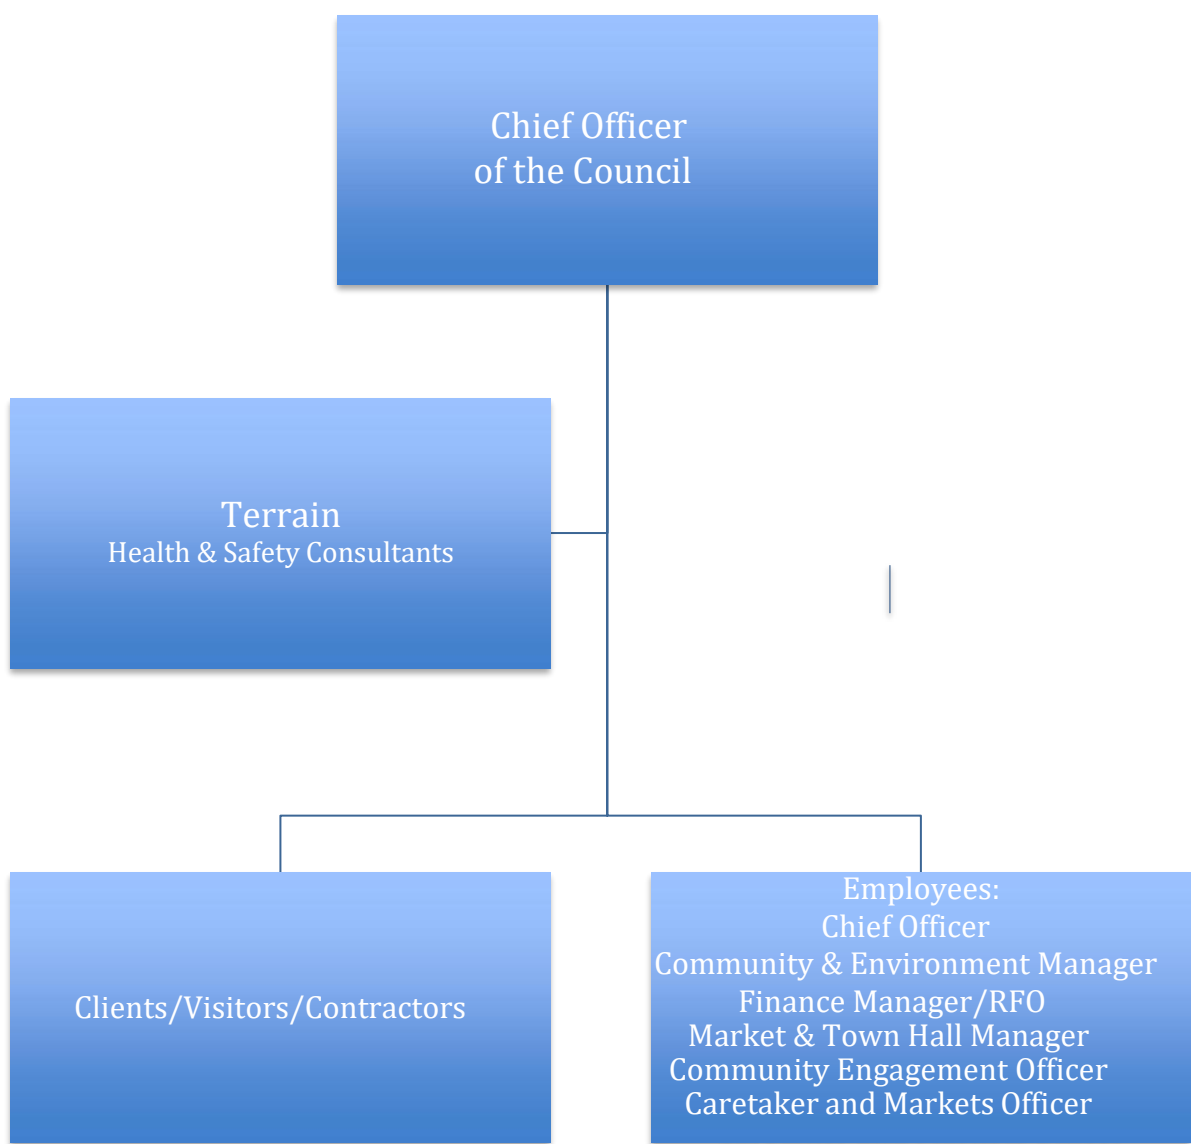 Chief Officer
of the Council
Terrain
Health & Safety Consultants
Clients/Visitors/Contractors
Employees:
Chief Officer
Community & Environment Manager
Finance Manager/RFO
Market & Town Hall Manager
Community Engagement Officer
Caretaker and Markets Officer